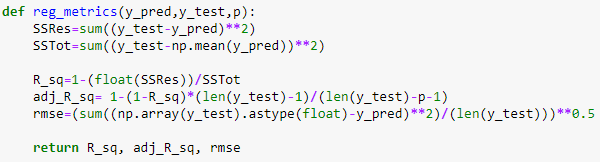 def reg_metrics(y_pred,y_test,p):
SSRes=sum((y_test-y_pred)**2)
SSTot=sum((y_test-np.mean(y_pred))**2)
R_sq=1-(float(SSRes))/SSTot
adj_R_sq= 1-(1-R_sq)*(len(y_test)-1)/(len(y_test)-p-1)
rmse=(sum((np.array(y_test).astype(float)-y_pred)**2)/(len(y_test)))**0.5
return R_sq, adj_R_sq, rmse